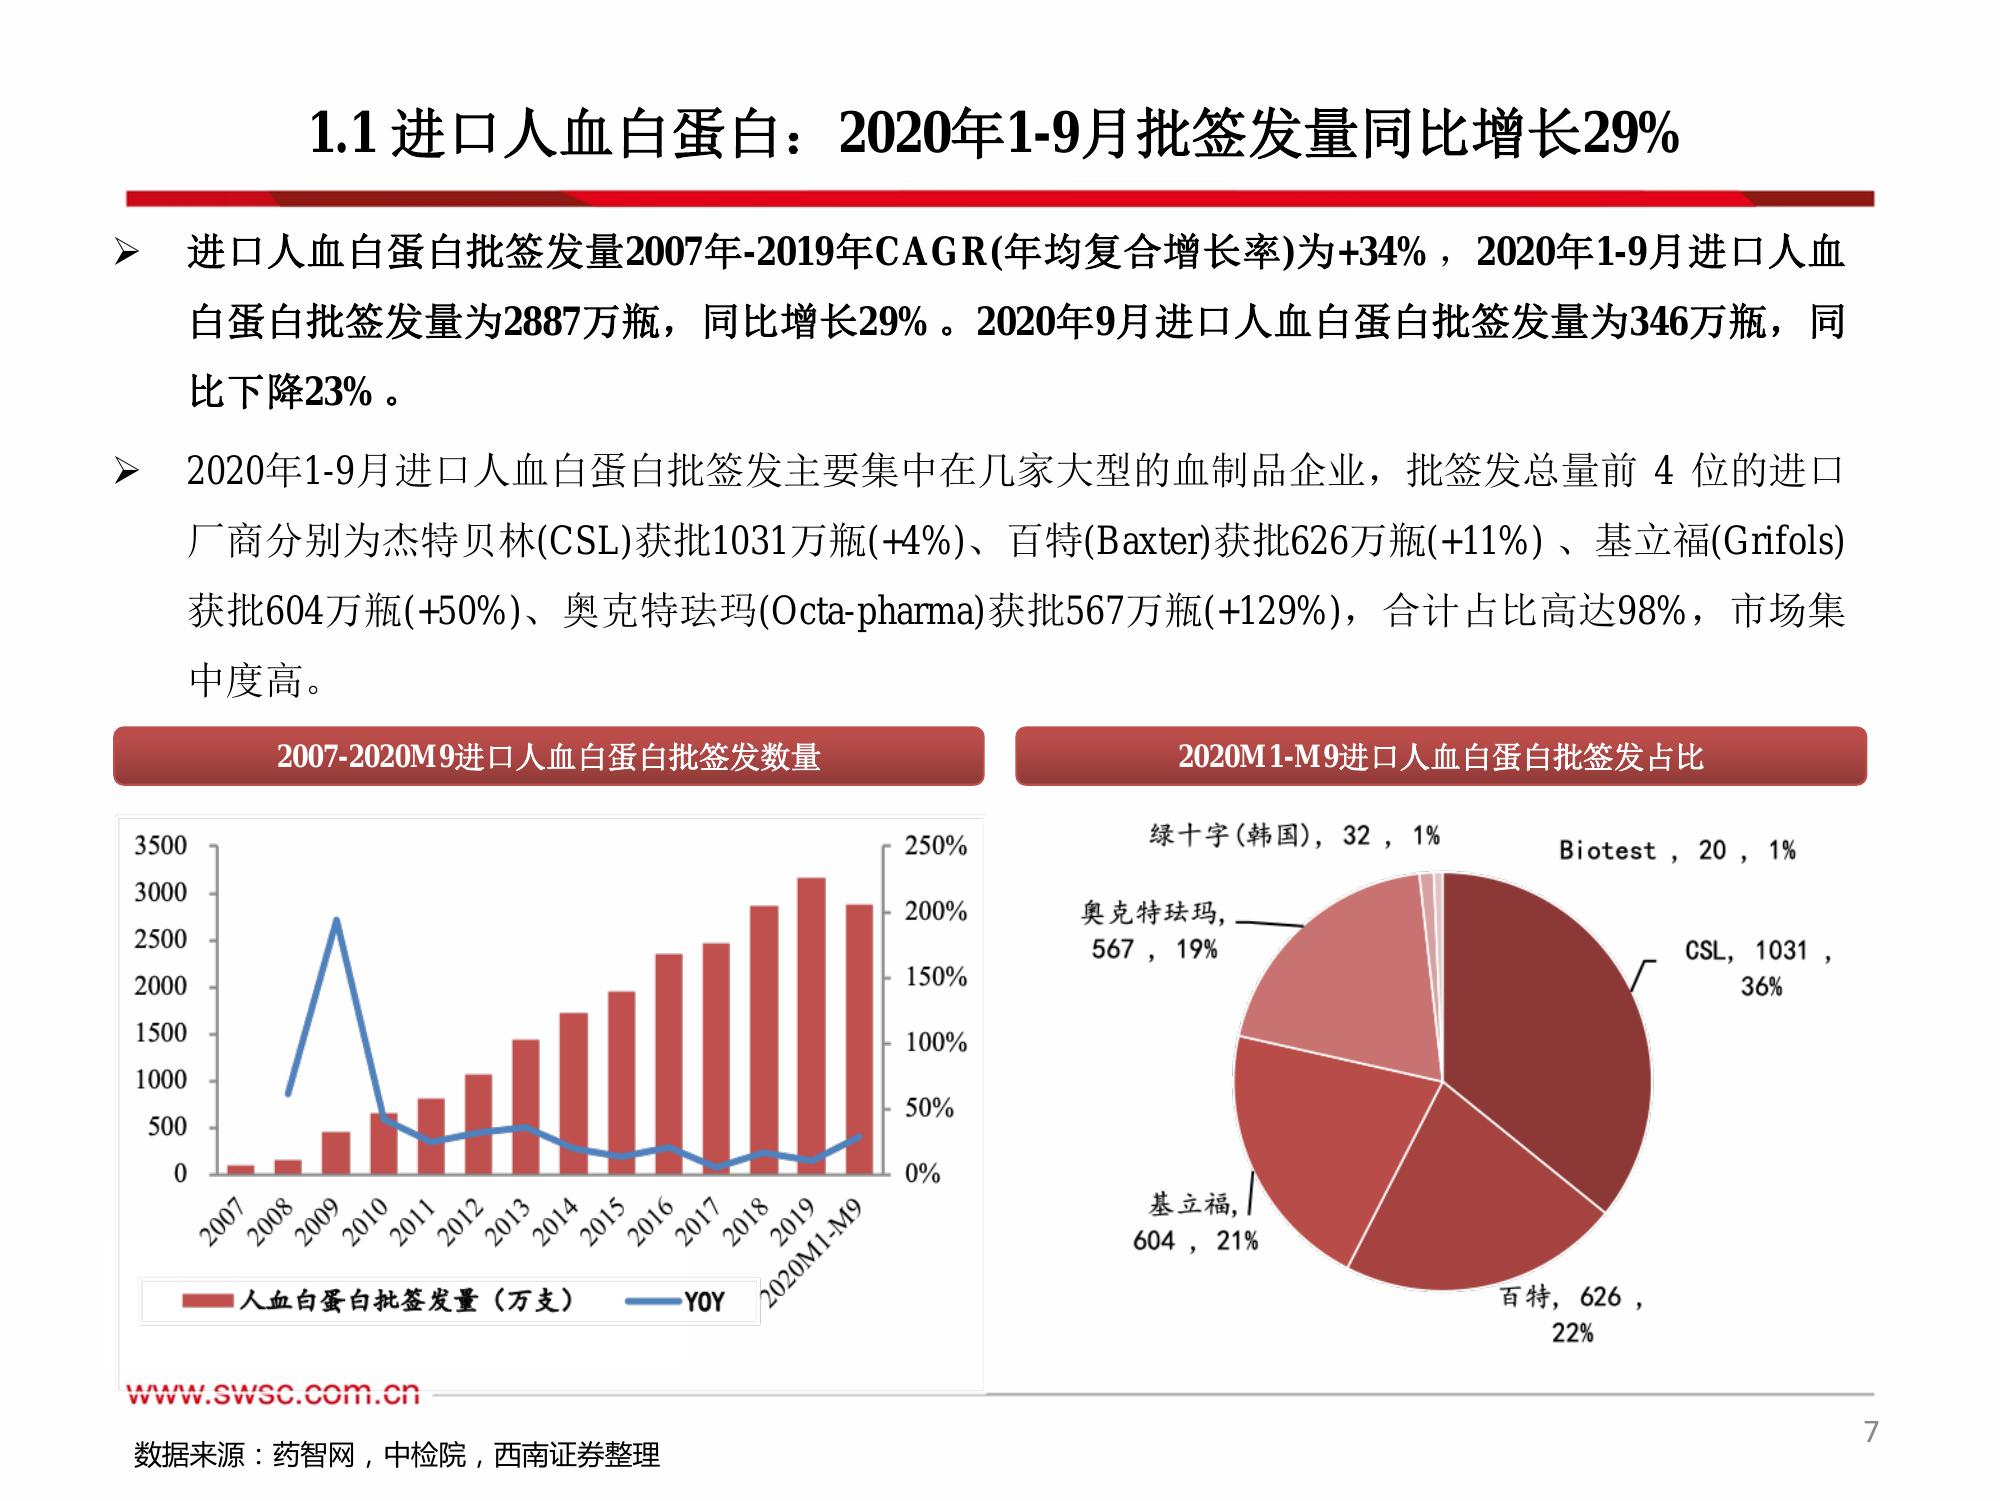 1.1 进口人血白蛋白：2020年1-9月批签发量同比增长29%
➢ 进口人血白蛋白批签发量2007年-2019年CAGR(年均复合增长率)为+34%，2020年1-9月进口人血
白蛋白批签发量为2887万瓶，同比增长29%。2020年9月进口人血白蛋白批签发量为346万瓶，同
比下降23%。
➢ 2020年1-9月进口人血白蛋白批签发主要集中在几家大型的血制品企业，批签发总量前 4 位的进口
厂商分别为杰特贝林(CSL)获批1031万瓶(+4%)、百特(Baxter)获批626万瓶(+11%) 、基立福(Grifols)
获批604万瓶(+50%)、奥克特珐玛(Octa-pharma)获批567万瓶(+129%)，合计占比高达98%，市场集
中度高。
2007-2020M9进口人血白蛋白批签发数量
3500
3000
2500
2000
1500
1000
500
0
250%
200%
150%
100%
50%
0%
2007
2008
2009
2010
2011
2012
2013
2014
2015
2016
2017
2018
2019
2020M1-M9
人血白蛋白批签发量（万支）
YOY
2020M1-M9进口人血白蛋白批签发占比
绿十字(韩国), 32 , 1%
Biotest , 20 , 1%
奥克特珐玛,
567 , 19%
CSL, 1031 ,
36%
基立福,
604 , 21%
百特, 626 ,
22%
www.swsc.com.cn
7
数据来源：药智网，中检院，西南证券整理